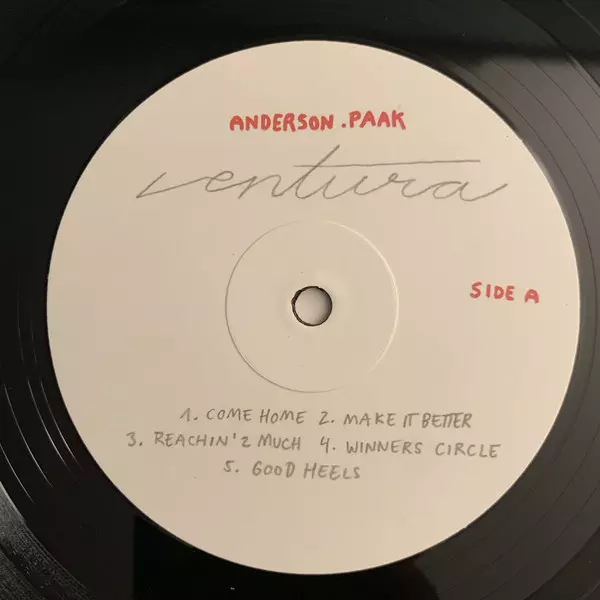 ANDERSON .PAAK
ventura
SIDE A
1. COME HOME 2. MAKE IT BETTER
3. REACHIN'2 MUCH 4. WINNERS CIRCLE
5. GOOD HEELS